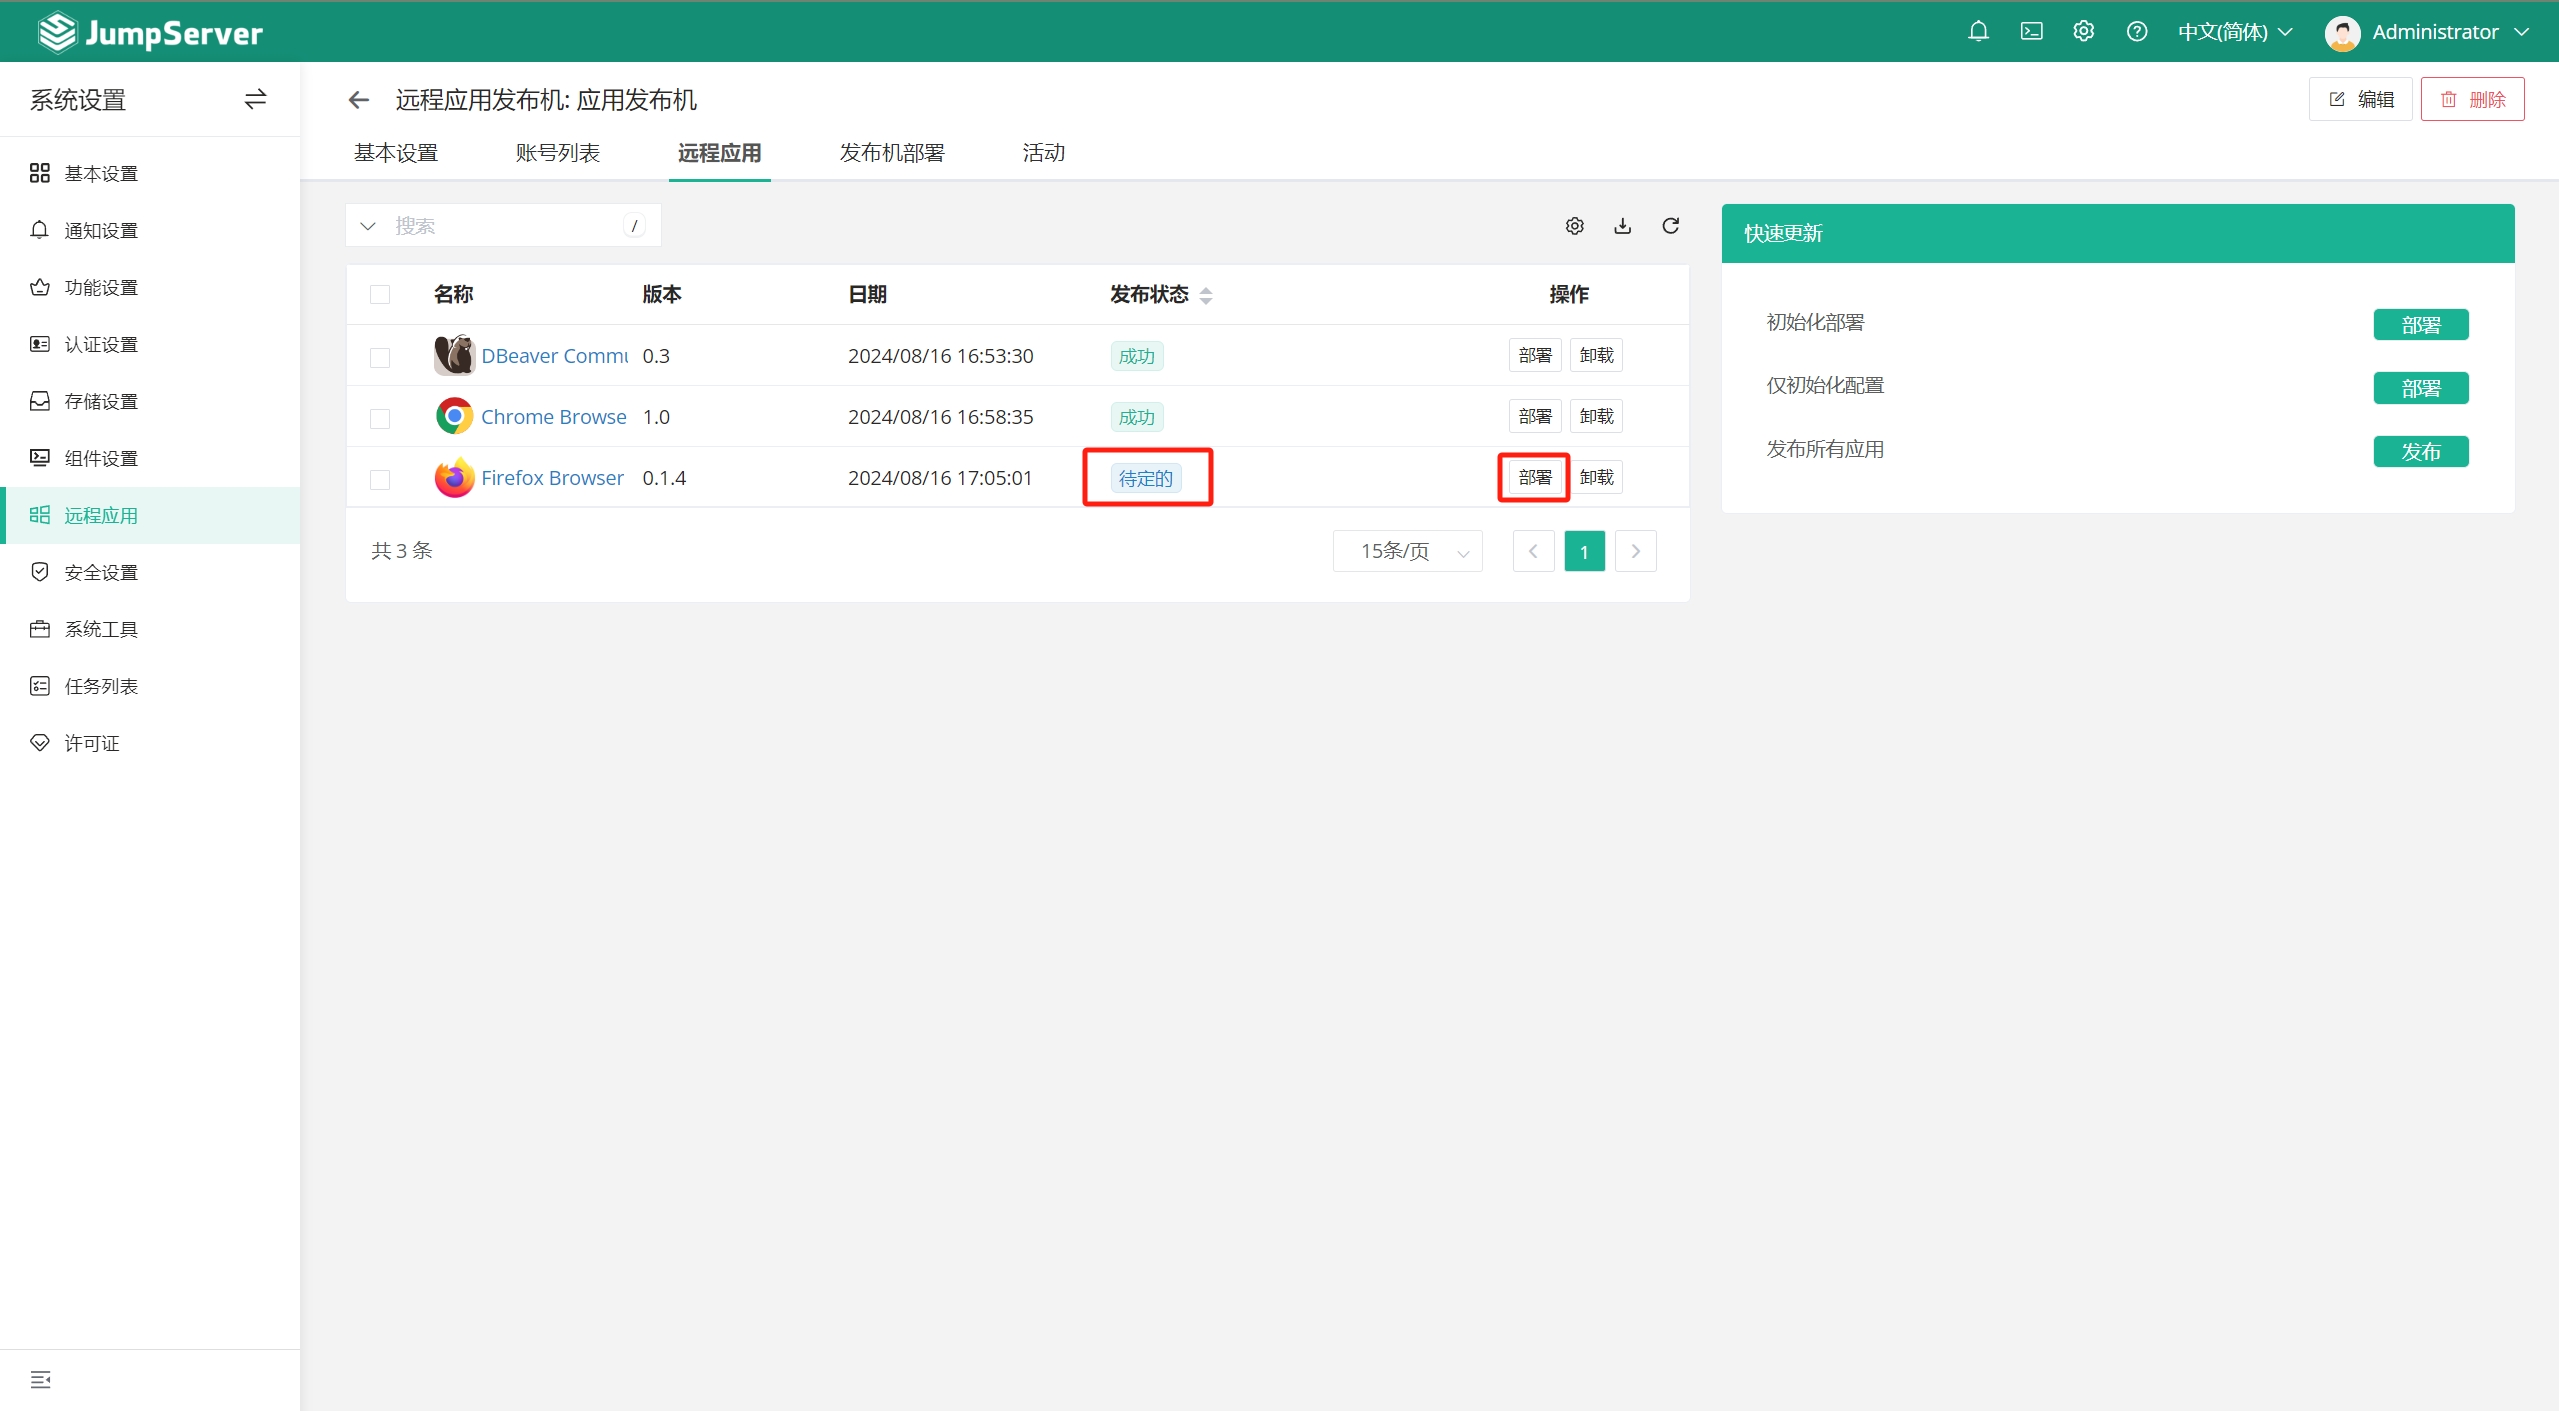 JumpServer
中文(简体)
Administrator
系统设置
远程应用发布机: 应用发布机
编辑
删除
基本设置
账号列表
远程应用
发布机部署
活动
基本设置
通知设置
功能设置
认证设置
存储设置
组件设置
远程应用
安全设置
系统工具
任务列表
许可证
搜索
/
名称 版本 日期 发布状态 操作
DBeaver Commu 0.3 2024/08/16 16:53:30 成功 部署 卸载
Chrome Browse 1.0 2024/08/16 16:58:35 成功 部署 卸载
Firefox Browser 0.1.4 2024/08/16 17:05:01 待定的 部署 卸载
共 3 条
15条/页
1
快速更新
初始化部署 部署
仅初始化配置 部署
发布所有应用 发布